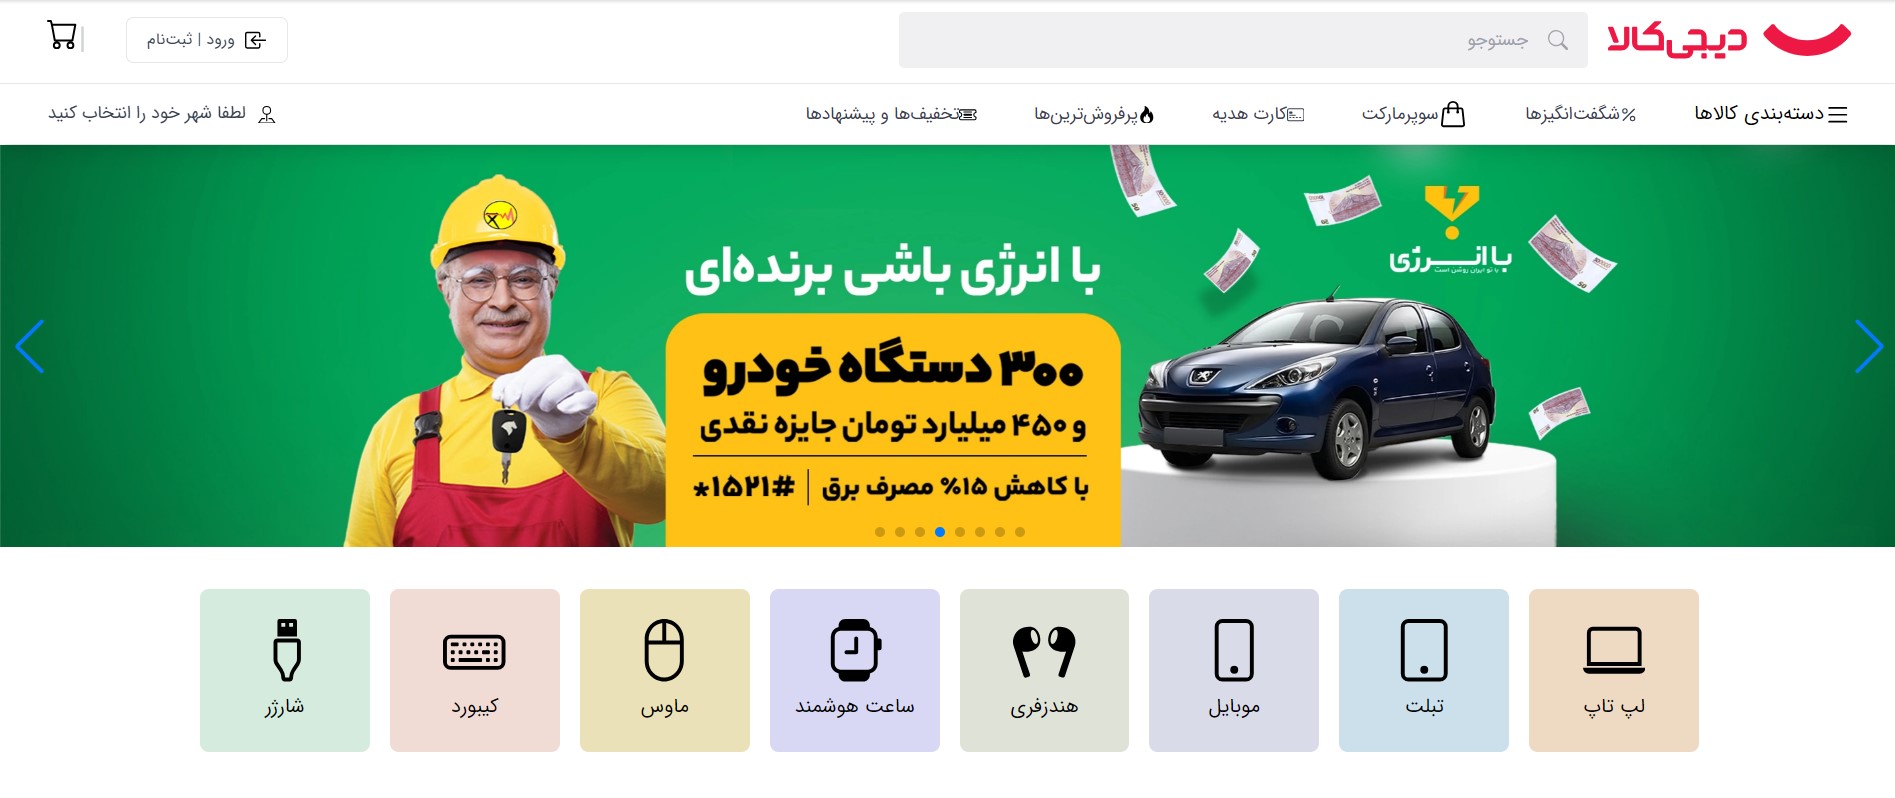 دیجی‌کالا
جستوجو
ورود | ثبت‌نام
دسته‌بندی کالاها
شگفت‌انگیزها
سوپرمارکت
کارت هدیه
پرفروش‌ترین‌ها
تخفیف‌ها و پیشنهادها
لطفا شهر خود را انتخاب کنید
با انرژی
با تو ایران روشن است
با انرژی باشی برنده‌ای
۳۰۰ دستگاه خودرو
و ۴۵۰ میلیارد تومان جایزه نقدی
با کاهش ۱۵% مصرف برق | #۱۵۲۱*
لپ تاپ
تبلت
موبایل
هندزفری
ساعت هوشمند
ماوس
کیبورد
شارژر